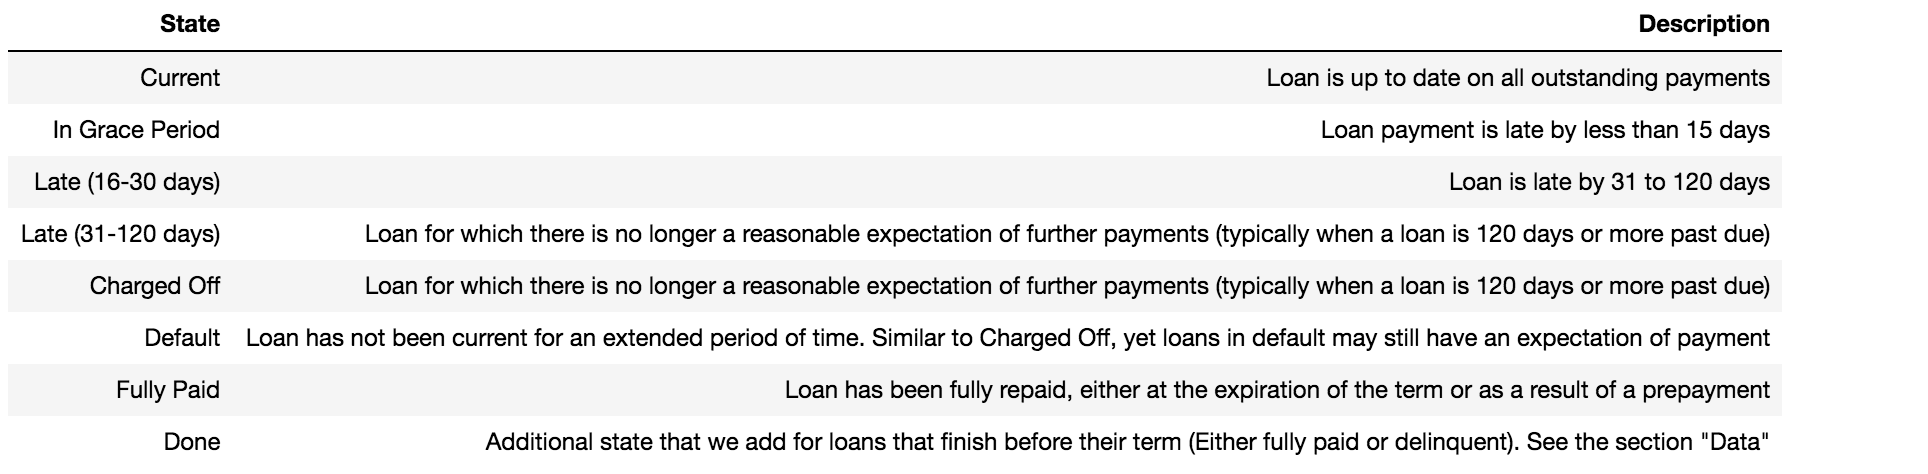 State Description
Current Loan is up to date on all outstanding payments
In Grace Period Loan payment is late by less than 15 days
Late (16-30 days) Loan is late by 31 to 120 days
Late (31-120 days) Loan for which there is no longer a reasonable expectation of further payments (typically when a loan is 120 days or more past due)
Charged Off Loan for which there is no longer a reasonable expectation of further payments (typically when a loan is 120 days or more past due)
Default Loan has not been current for an extended period of time. Similar to Charged Off, yet loans in default may still have an expectation of payment
Fully Paid Loan has been fully repaid, either at the expiration of the term or as a result of a prepayment
Done Additional state that we add for loans that finish before their term (Either fully paid or delinquent). See the section "Data"